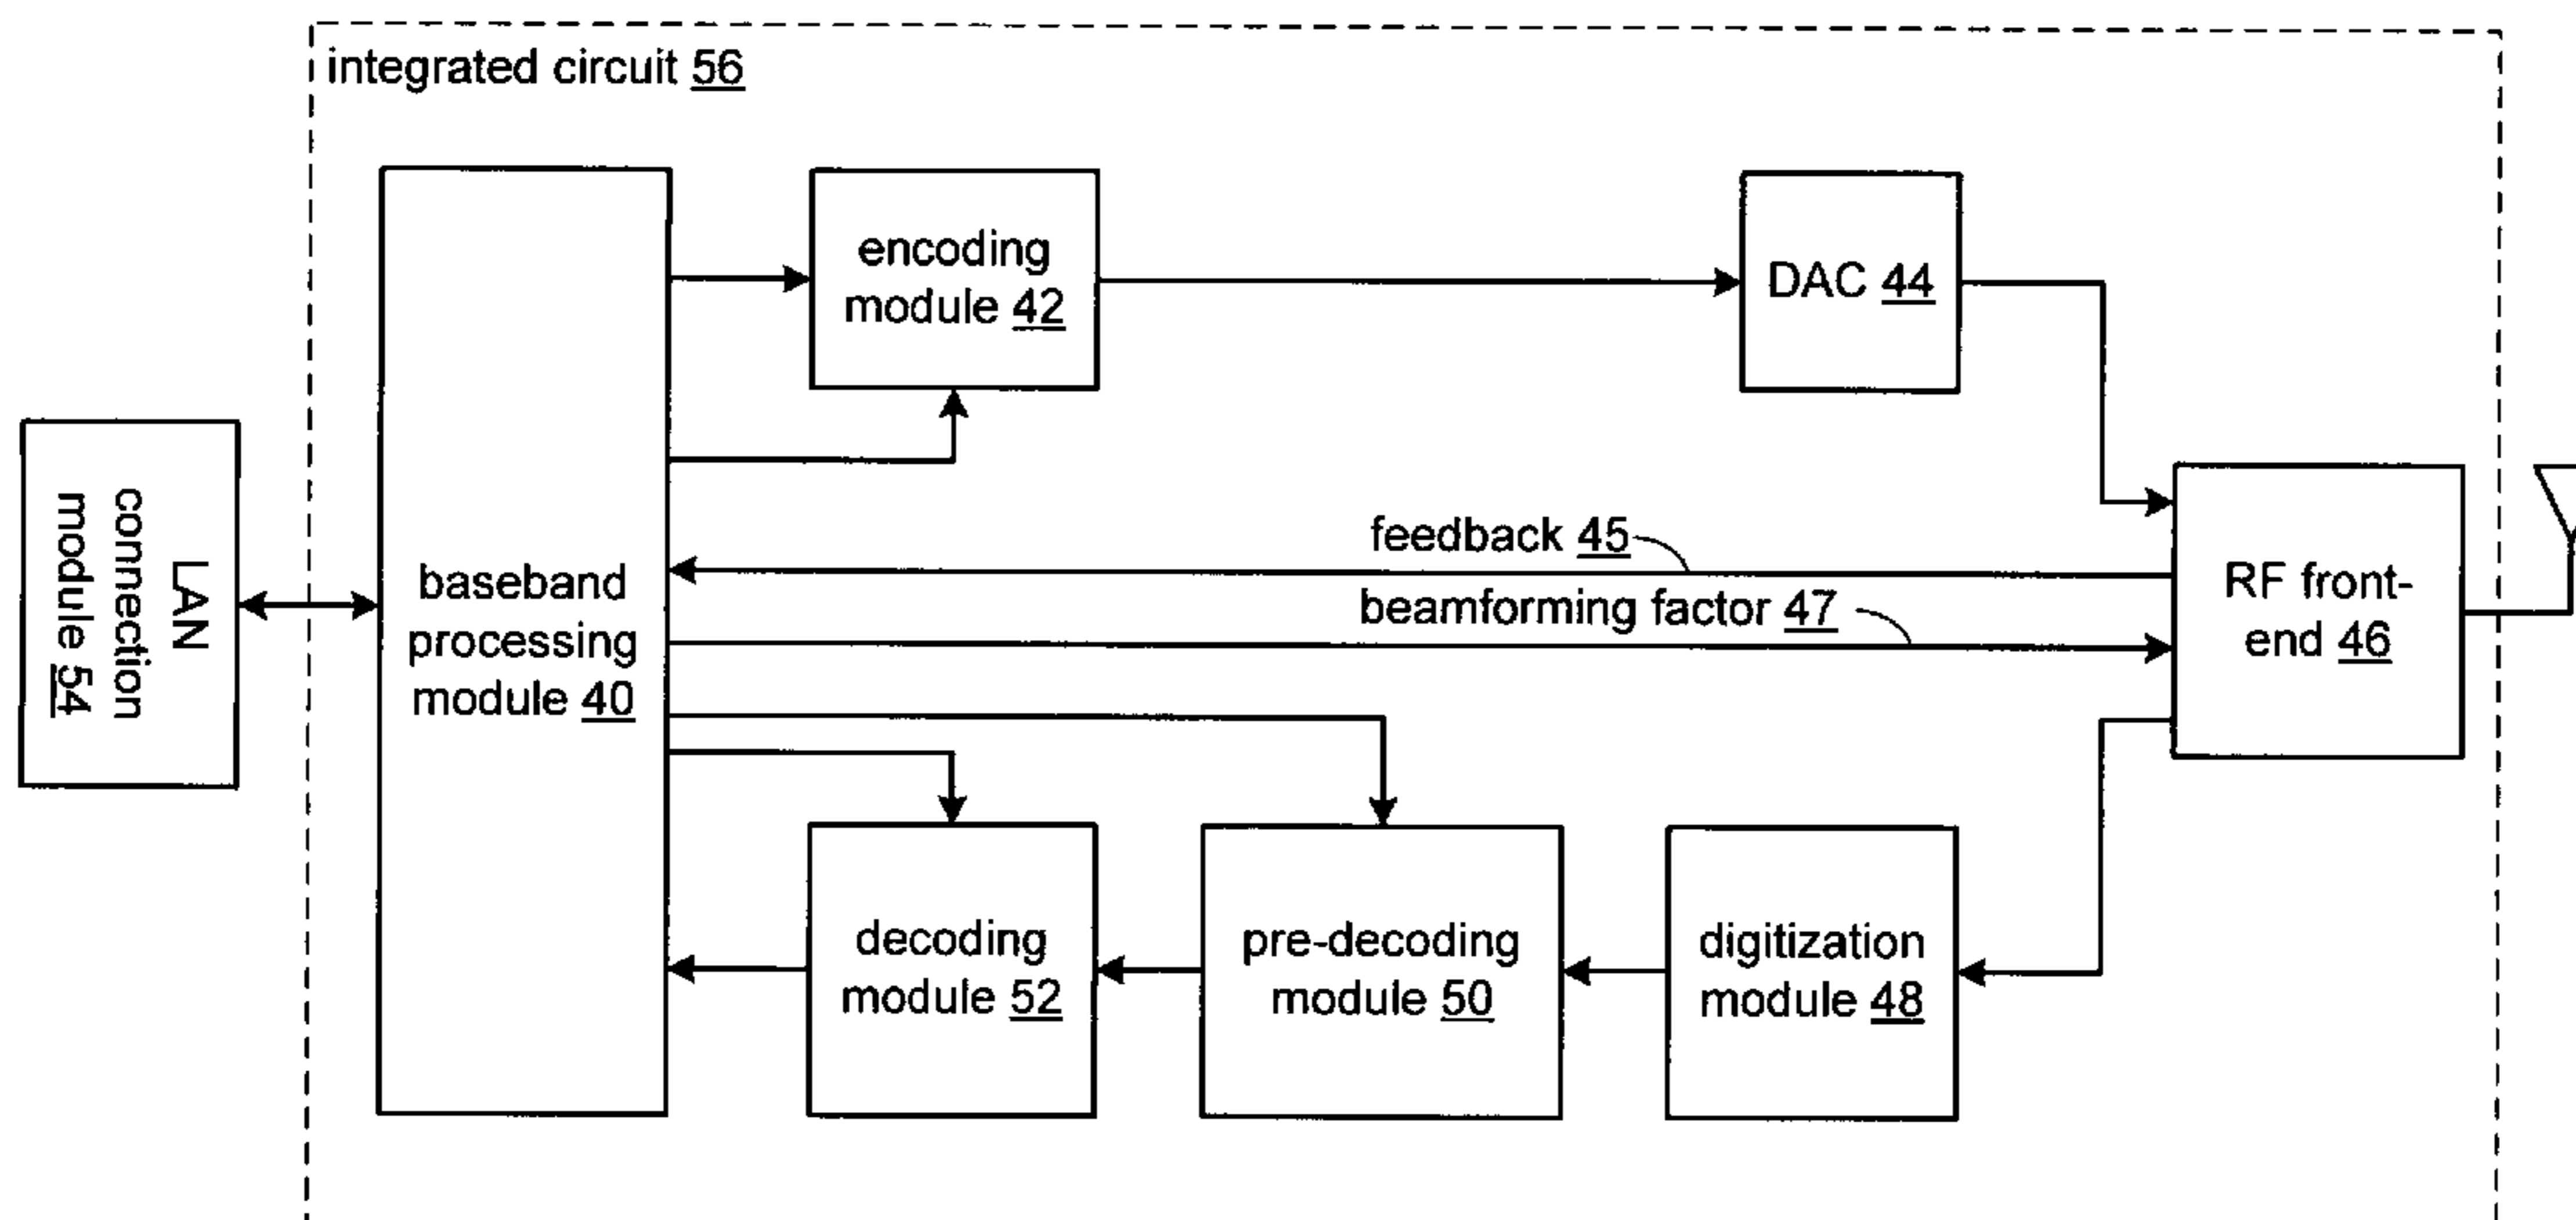 integrated circuit 56
encoding
module 42
DAC 44
feedback 45
beamforming factor 47
LAN
connection
module 54
baseband
processing
module 40
RF front-
end 46
decoding
module 52
pre-decoding
module 50
digitization
module 48